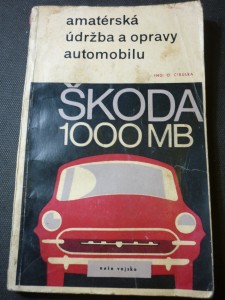 amatérská
údržba a opravy
automobilu
ŠKODA
1000 MB
naše vojsko